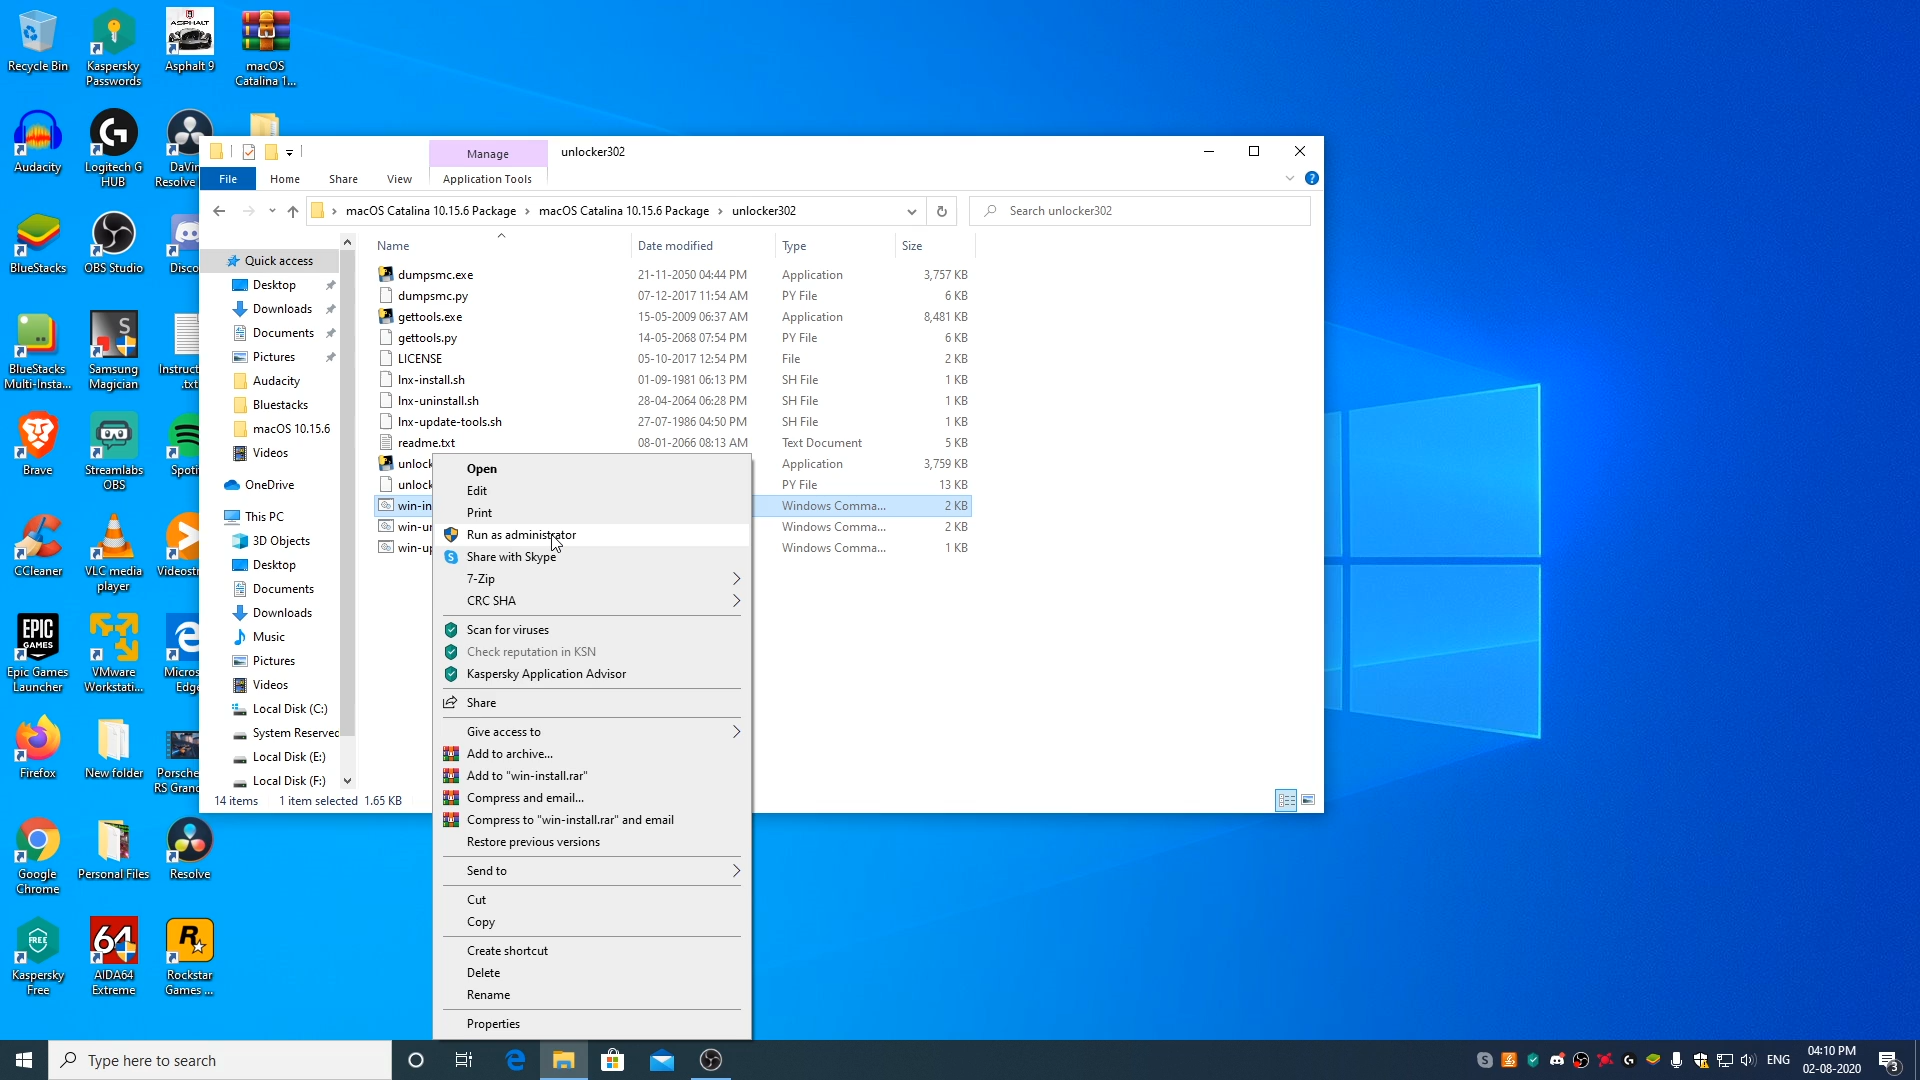 Recycle Bin
Kaspersky
Passwords
Asphalt 9
macOS
Catalina 1...
Audacity
Logitech G
HUB
DaVin
Resolve
BlueStacks
OBS Studio
Disco
BlueStacks
Multi-Insta...
Samsung
Magician
Instruct
.txt
Brave
Streamlabs
OBS
Spoti
CCleaner
VLC media
player
Videostr
Epic Games
Launcher
VMware
Workstati...
Micros
Edge
Firefox
New folder
Porsche
RS Granc
Google
Chrome
Personal Files
Resolve
Kaspersky
Free
AIDA64
Extreme
Rockstar
Games ...
ASPHALT
EPIC
GAMES
FREE
64
Manage
unlocker302
File
Home
Share
View
Application Tools
macOS Catalina 10.15.6 Package
macOS Catalina 10.15.6 Package
unlocker302
Search unlocker302
Quick access
Desktop
Downloads
Documents
Pictures
Audacity
Bluestacks
macOS 10.15.6
Videos
OneDrive
This PC
3D Objects
Desktop
Documents
Downloads
Music
Pictures
Videos
Local Disk (C:)
System Reserved
Local Disk (E:)
Local Disk (F:)
Name Date modified Type Size
dumpsmc.exe 21-11-2050 04:44 PM Application 3,757 KB
dumpsmc.py 07-12-2017 11:54 AM PY File 6 KB
gettools.exe 15-05-2009 06:37 AM Application 8,481 KB
gettools.py 14-05-2068 07:54 PM PY File 6 KB
LICENSE 05-10-2017 12:54 PM File 2 KB
lnx-install.sh 01-09-1981 06:13 PM SH File 1 KB
lnx-uninstall.sh 28-04-2064 06:28 PM SH File 1 KB
lnx-update-tools.sh 27-07-1986 04:50 PM SH File 1 KB
readme.txt 08-01-2066 08:13 AM Text Document 5 KB
unlock Application 3,759 KB
unlock PY File 13 KB
win-in Windows Comma... 2 KB
win-un Windows Comma... 2 KB
win-up Windows Comma... 1 KB
Open
Edit
Print
Run as administrator
Share with Skype
7-Zip
CRC SHA
Scan for viruses
Check reputation in KSN
Kaspersky Application Advisor
Share
Give access to
Add to archive...
Add to "win-install.rar"
Compress and email...
Compress to "win-install.rar" and email
Restore previous versions
Send to
Cut
Copy
Create shortcut
Delete
Rename
Properties
14 items 1 item selected 1.65 KB
Type here to search
ENG
04:10 PM
02-08-2020
3